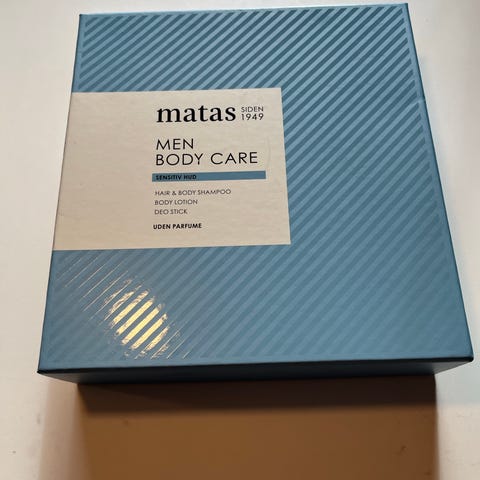 matas SIDEN 1949
MEN
BODY CARE
SENSITIV HUD
HAIR & BODY SHAMPOO
BODY LOTION
DEO STICK
UDEN PARFUME